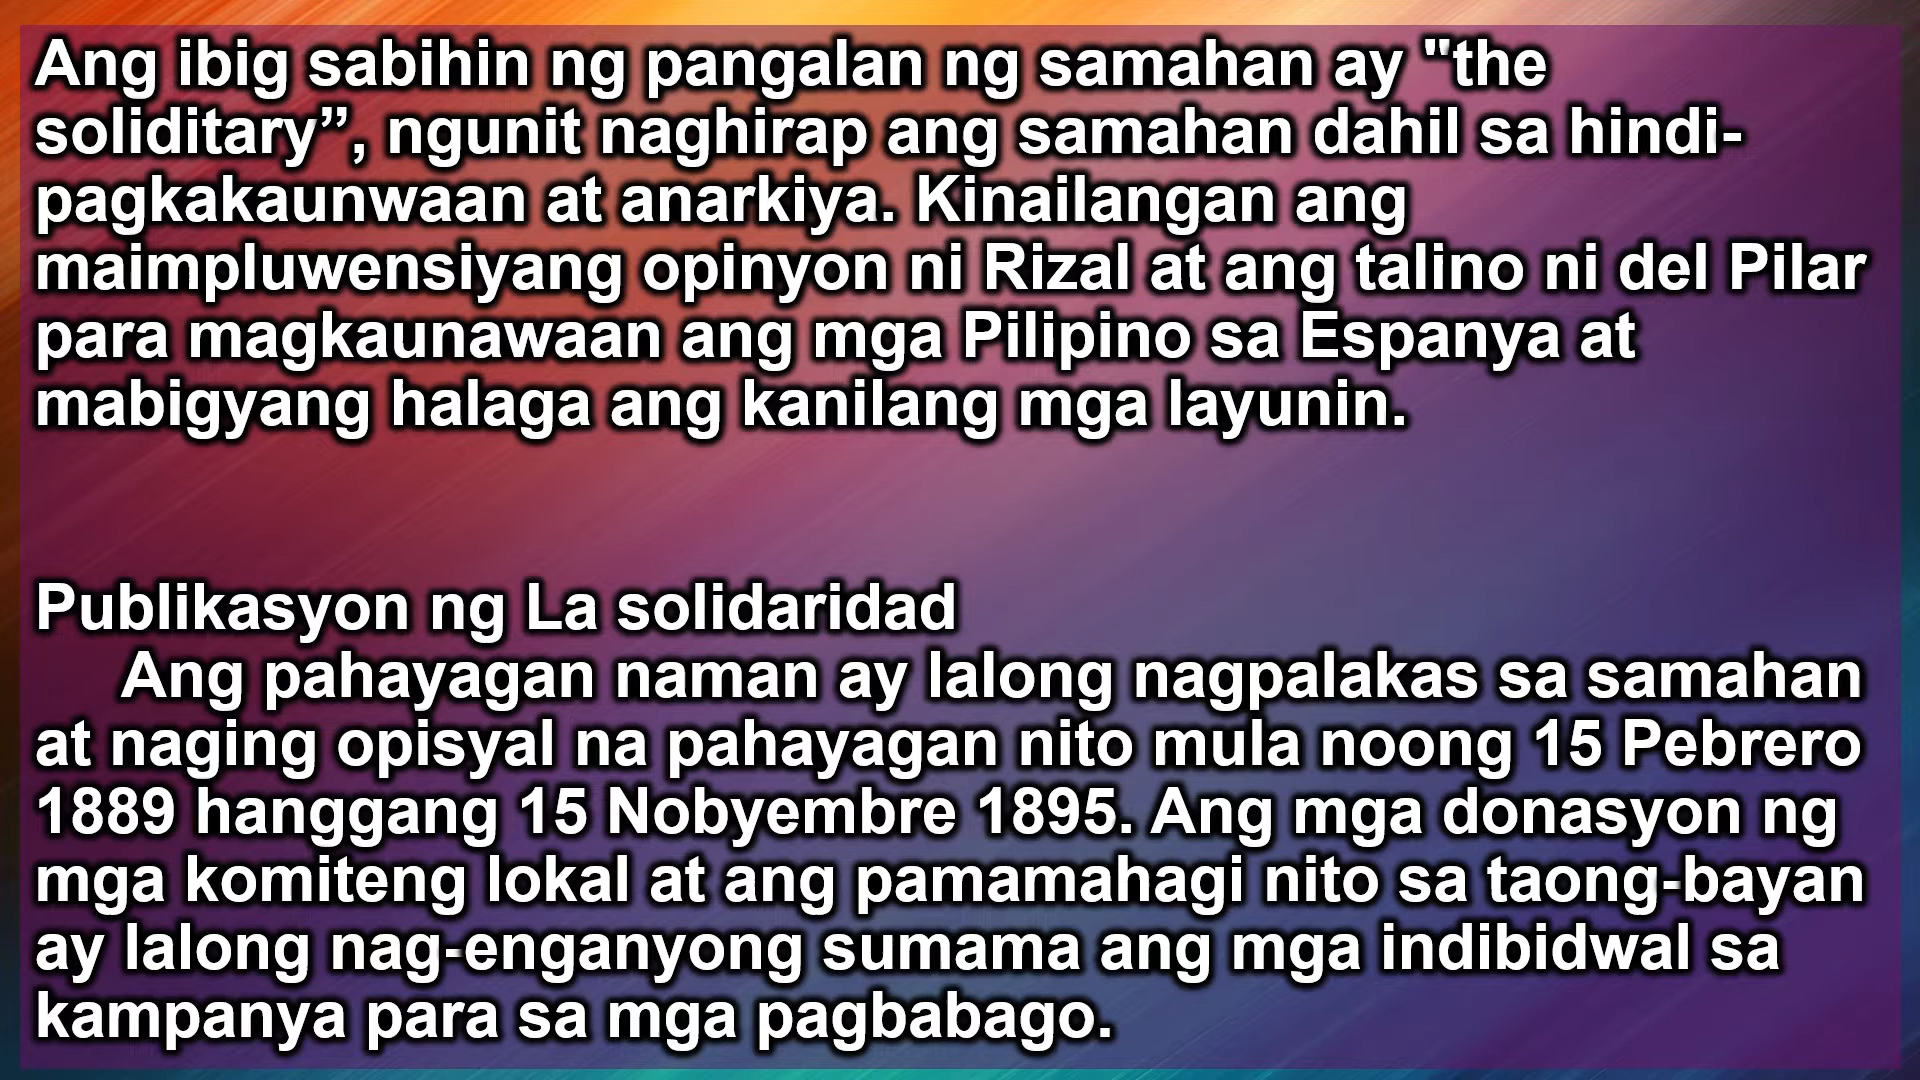 Ang ibig sabihin ng pangalan ng samahan ay "the
soliditary”, ngunit naghirap ang samahan dahil sa hindi-
pagkakaunwaan at anarkiya. Kinailangan ang
maimpluwensiyang opinyon ni Rizal at ang talino ni del Pilar
para magkaunawaan ang mga Pilipino sa Espanya at
mabigyang halaga ang kanilang mga layunin.
Publikasyon ng La solidaridad
Ang pahayagan naman ay lalong nagpalakas sa samahan
at naging opisyal na pahayagan nito mula noong 15 Pebrero
1889 hanggang 15 Nobyembre 1895. Ang mga donasyon ng
mga komiteng lokal at ang pamamahagi nito sa taong-bayan
ay lalong nag-enganyong sumama ang mga indibidwal sa
kampanya para sa mga pagbabago.